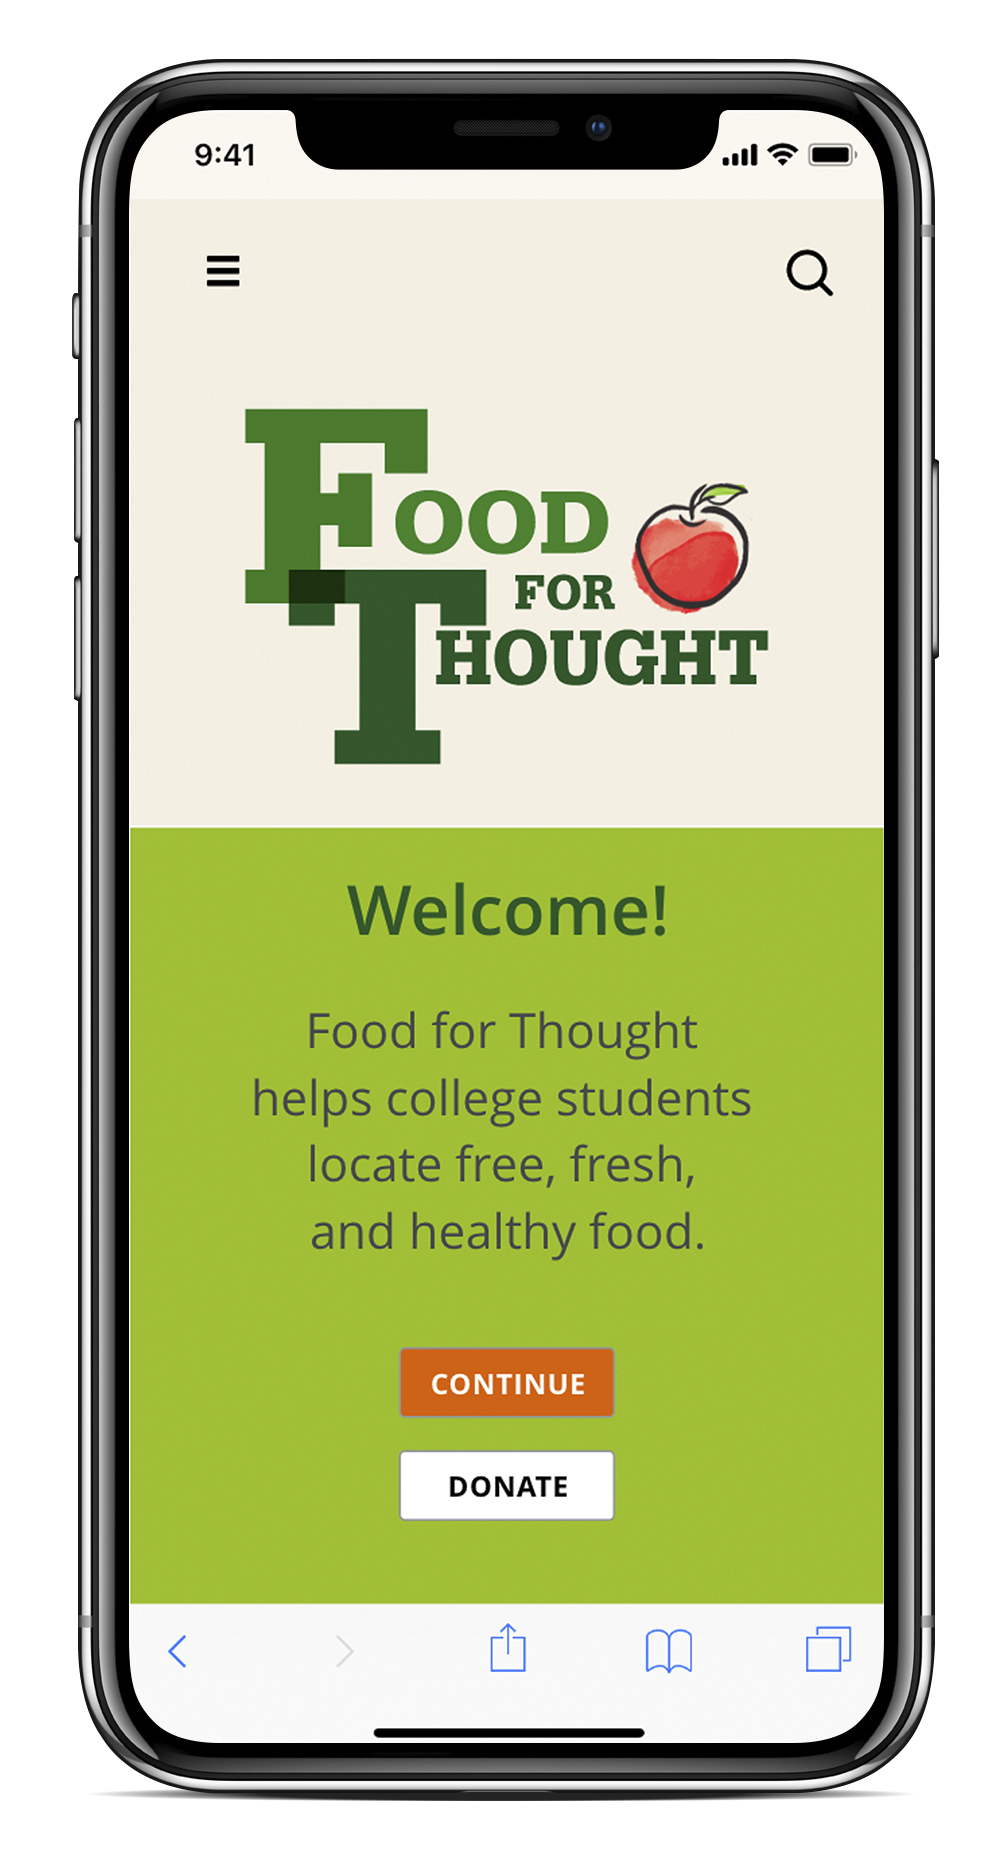 9:41
FOOD
FOR
THOUGHT
Welcome!
Food for Thought
helps college students
locate free, fresh,
and healthy food.
CONTINUE
DONATE